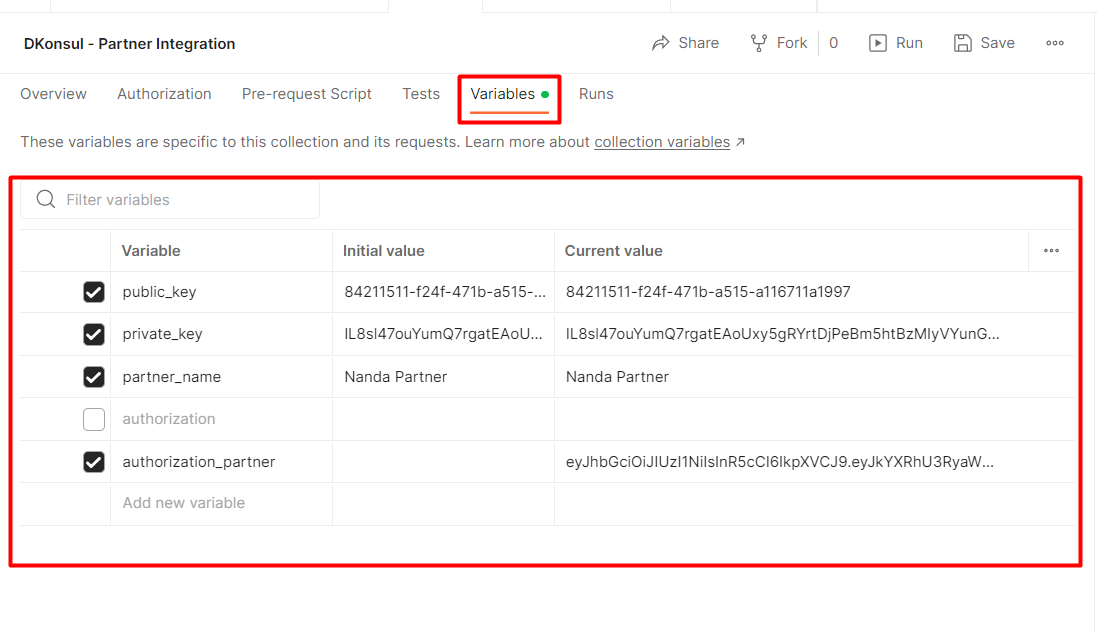 DKonsul - Partner Integration
Share Fork 0 Run Save
Overview Authorization Pre-request Script Tests Variables Runs
These variables are specific to this collection and its requests. Learn more about collection variables ↗
Filter variables
Variable Initial value Current value
public_key 84211511-f24f-471b-a515-... 84211511-f24f-471b-a515-a116711a1997
private_key IL8sl47ouYumQ7rgatEAoU... IL8sl47ouYumQ7rgatEAoUxy5gRYrtDjPeBm5htBzMIyVYunG...
partner_name Nanda Partner Nanda Partner
authorization
authorization_partner eyJhbGciOiJIUzI1NiIsInR5cCI6IkpXVCJ9.eyJkYXRhU3RyaW...
Add new variable